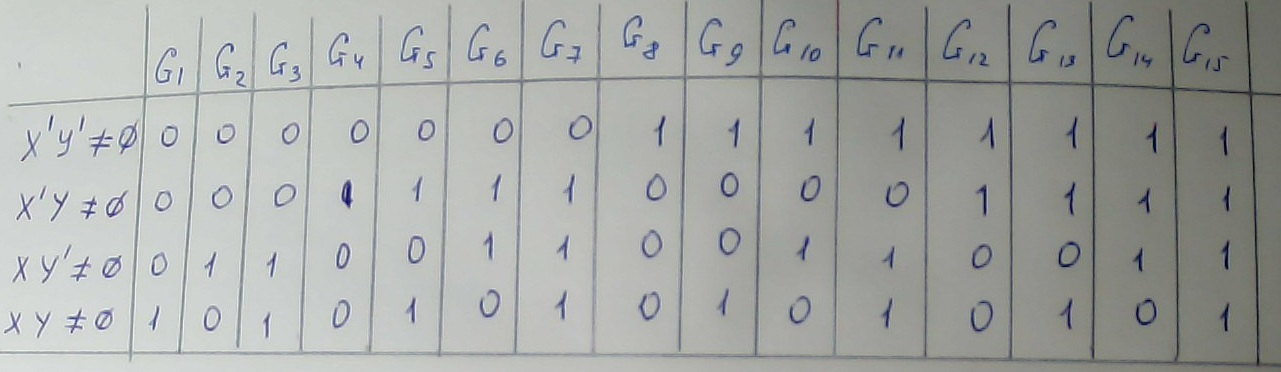 G1 G2 G3 G4 G5 G6 G7 G8 G9 G10 G11 G12 G13 G14 G15
x'y'≠∅ 0 0 0 0 0 0 0 1 1 1 1 1 1 1 1
x'y≠∅ 0 0 0 1 1 1 1 0 0 0 0 1 1 1 1
xy'≠∅ 0 1 1 0 0 1 1 0 0 1 1 0 0 1 1
xy≠∅ 1 0 1 0 1 0 1 0 1 0 1 0 1 0 1